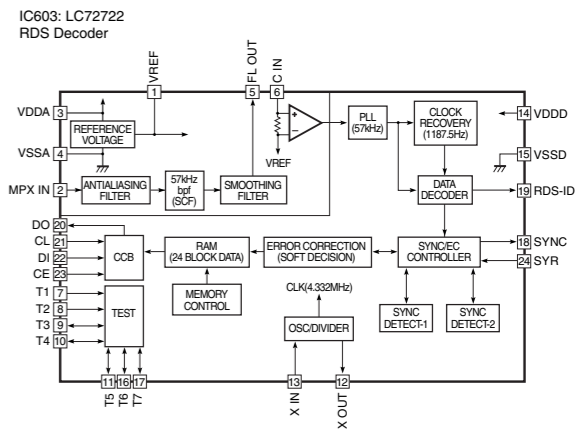 IC603: LC72722
RDS Decoder
VREF
FL OUT
C IN
1
5
6
VDDA 3
REFERENCE
VOLTAGE
+
−
VREF
PLL
(57kHz)
CLOCK
RECOVERY
(1187.5Hz)
14 VDDD
VSSA 4
15 VSSD
MPX IN 2
ANTIALIASING
FILTER
57kHz
bpf
(SCF)
SMOOTHING
FILTER
DATA
DECODER
19 RDS-ID
DO 20
CL 21
DI 22
CE 23
CCB
RAM
(24 BLOCK DATA)
ERROR CORRECTION
(SOFT DECISION)
SYNC/EC
CONTROLLER
18 SYNC
24 SYR
T1 7
T2 8
T3 9
T4 10
TEST
MEMORY
CONTROL
CLK(4.332MHz)
OSC/DIVIDER
SYNC
DETECT-1
SYNC
DETECT-2
11 16 17
T5
T6
T7
13
12
X IN
X OUT